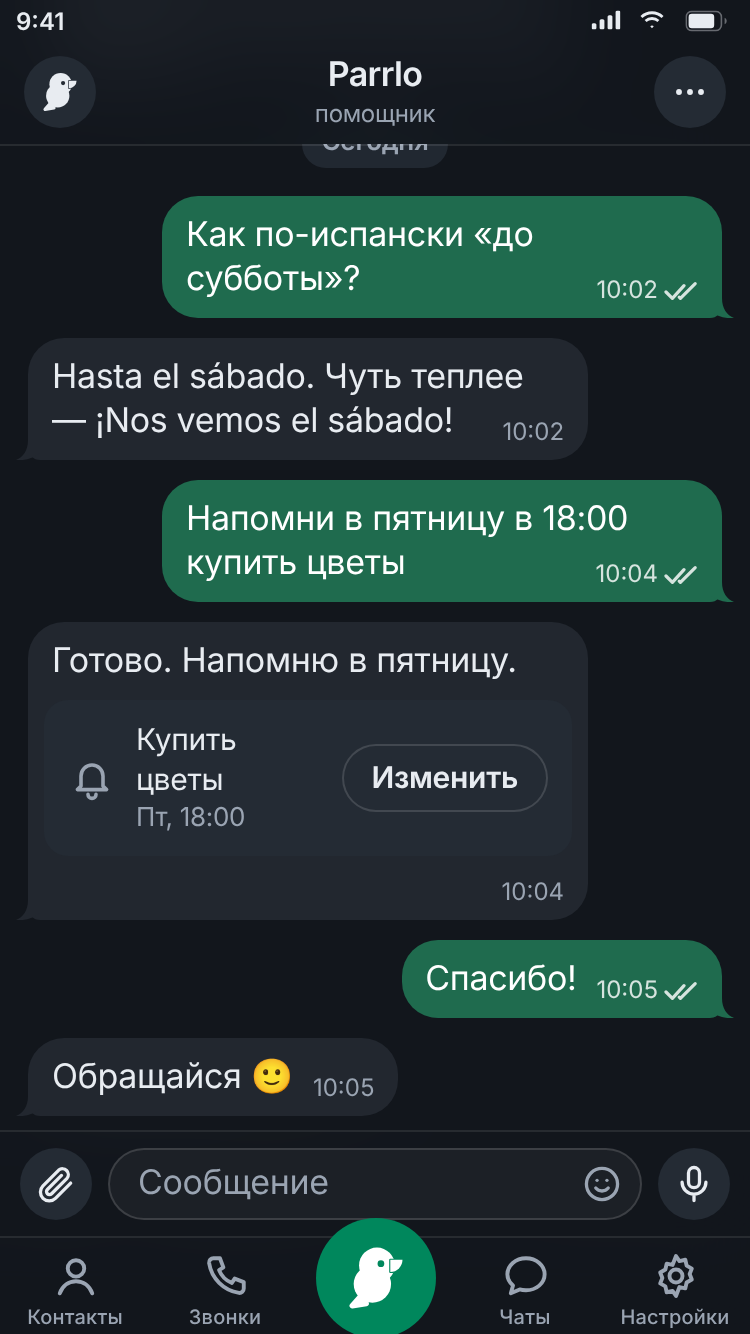 9:41
Parrlo
помощник
Сегодня
Как по-испански «до
субботы»?
10:02
Hasta el sábado. Чуть теплее
— ¡Nos vemos el sábado!
10:02
Напомни в пятницу в 18:00
купить цветы
10:04
Готово. Напомню в пятницу.
Купить
цветы
Пт, 18:00
Изменить
10:04
Спасибо!
10:05
Обращайся 🙂
10:05
Сообщение
Контакты
Звонки
Чаты
Настройки